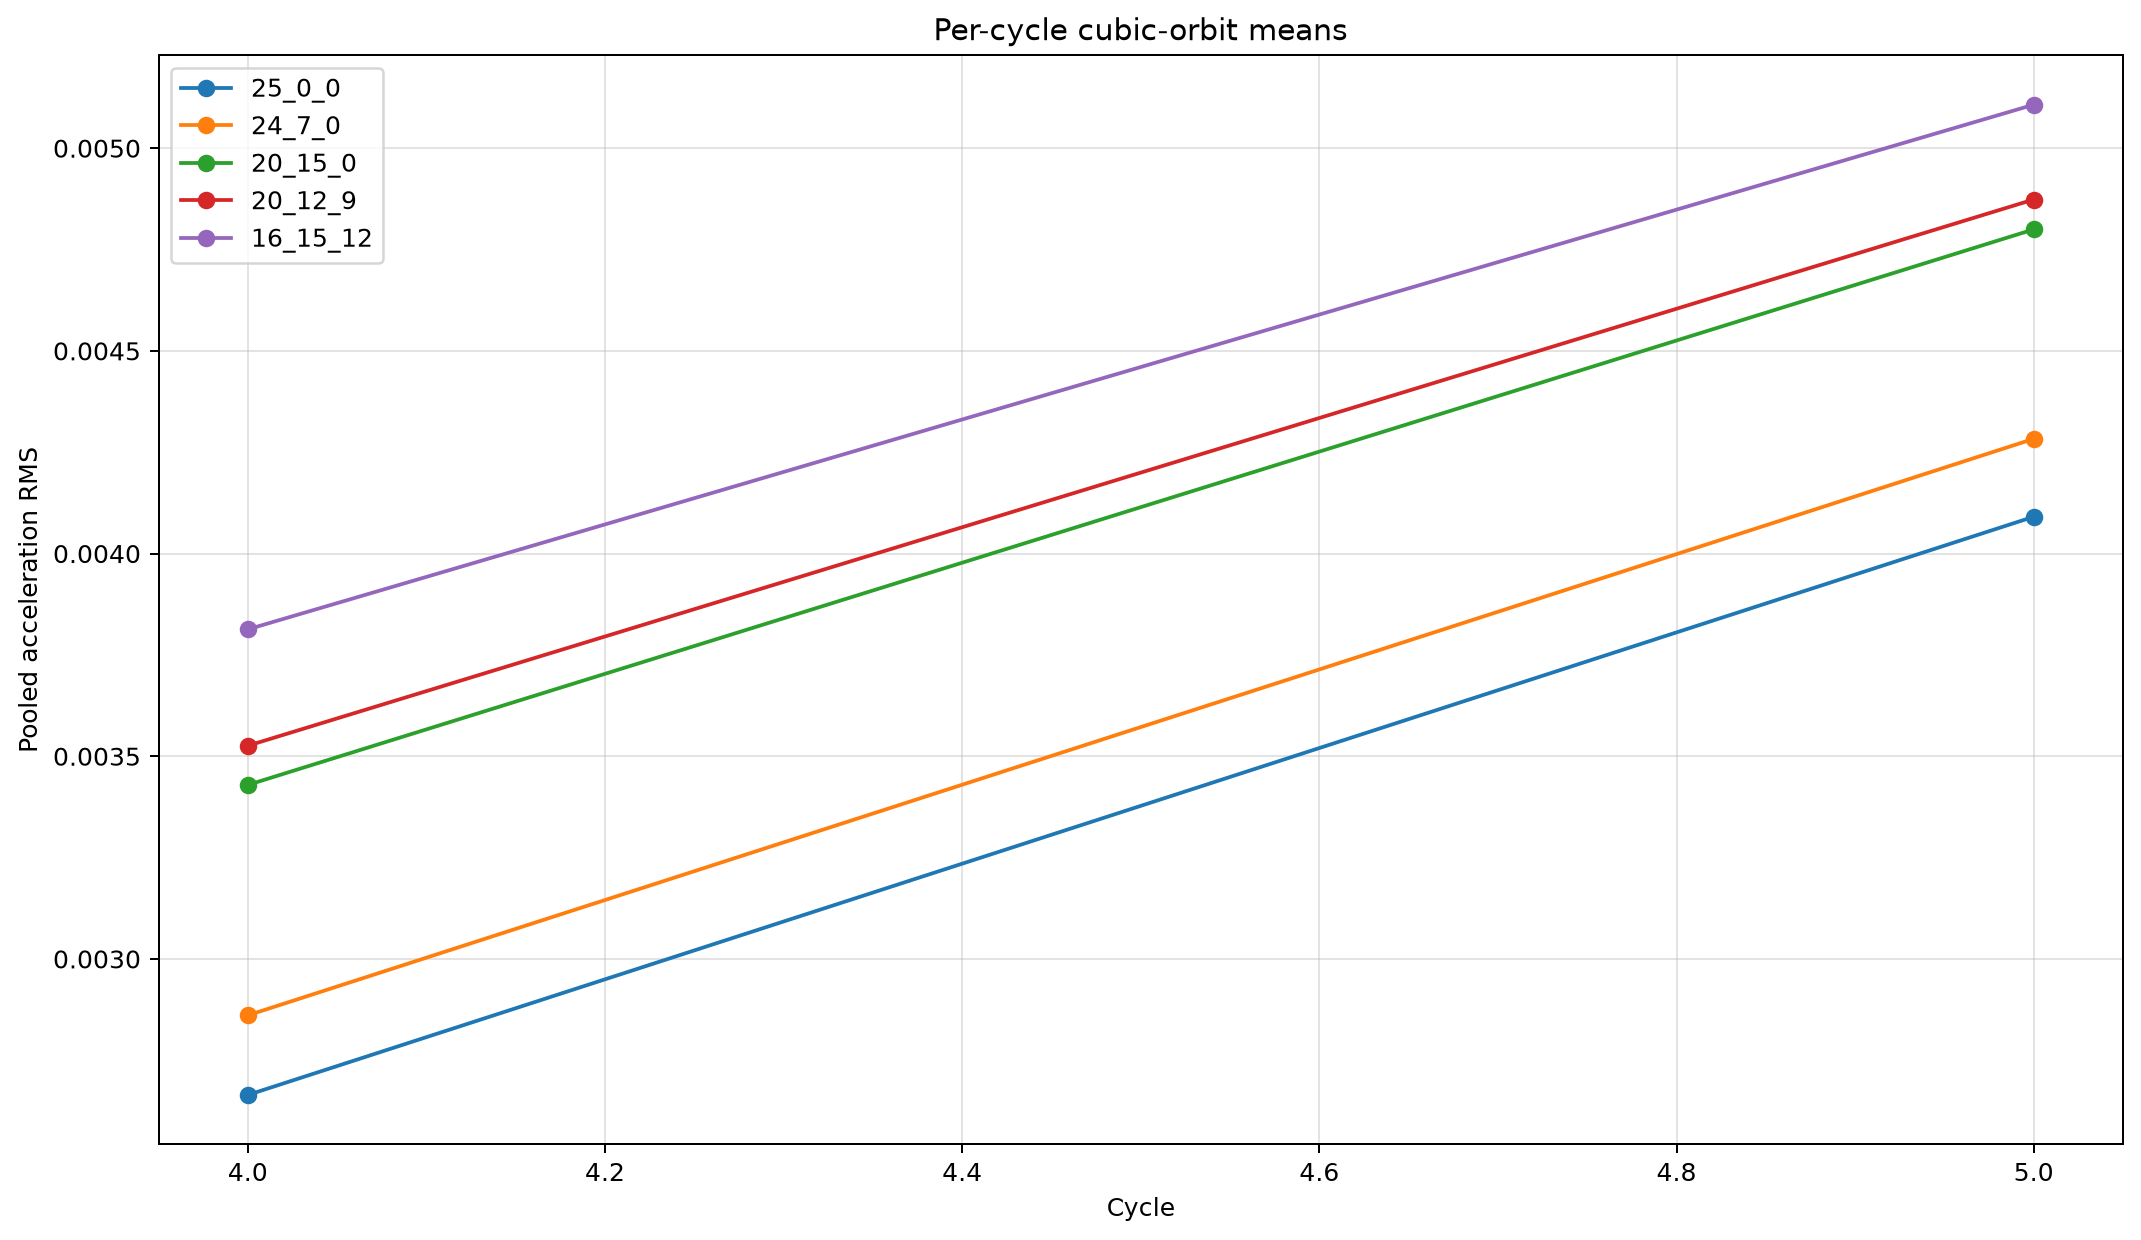 Per-cycle cubic-orbit means
25_0_0
24_7_0
20_15_0
20_12_9
16_15_12
0.0050
0.0045
0.0040
0.0035
0.0030
Pooled acceleration RMS
4.0 4.2 4.4 4.6 4.8 5.0
Cycle